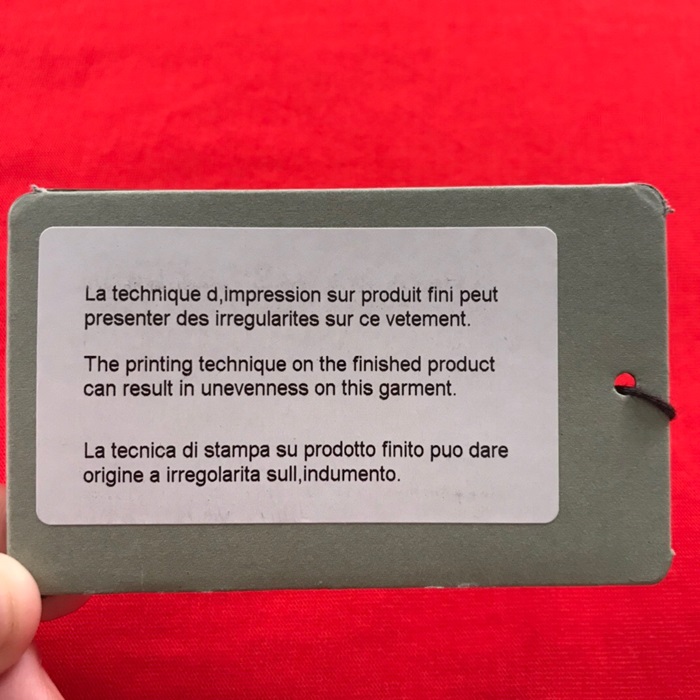 La technique d,impression sur produit fini peut
presenter des irregularites sur ce vetement.
The printing technique on the finished product
can result in unevenness on this garment.
La tecnica di stampa su prodotto finito puo dare
origine a irregolarita sull,indumento.